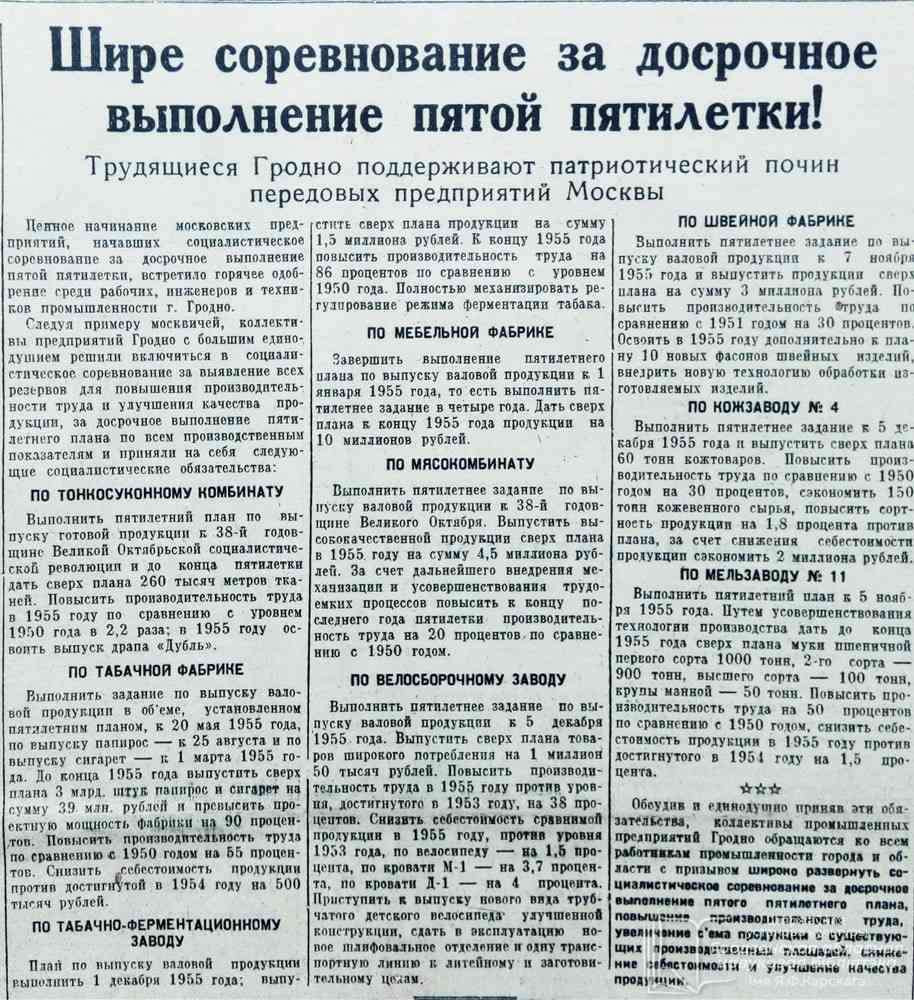 Шире соревнование за досрочное
выполнение пятой пятилетки!
Трудящиеся Гродно поддерживают патриотический почин
передовых предприятий Москвы
Ценное начинание московских пред-
приятий, начавших социалистическое
соревнование за досрочное выполнение
пятой пятилетки, встретило горячее одоб-
рение среди рабочих, инженеров и техни-
ков промышленности г. Гродно.
Следуя примеру москвичей, коллекти-
вы предприятий Гродно с большим едино-
душием решили включиться в социали-
стическое соревнование за выявление всех
резервов для повышения производитель-
ности труда и улучшения качества про-
дукции, за досрочное выполнение пяти-
летнего плана по всем производственным
показателям и приняли на себя следую-
щие социалистические обязательства:
ПО ТОНКОСУКОННОМУ КОМБИНАТУ
Выполнить пятилетний план по вы-
пуску готовой продукции к 38-й годов-
щине Великой Октябрьской социалистиче-
ской революции и до конца пятилетки
дать сверх плана 260 тысяч метров тка-
ней. Повысить производительность труда
в 1955 году по сравнению с уровнем
1950 года в 2,2 раза; в 1955 году ос-
воить выпуск драпа «Дубль».
ПО ТАБАЧНОЙ ФАБРИКЕ
Выполнить задание по выпуску вало-
вой продукции в об'еме, установленном
пятилетним планом, к 20 мая 1955 года,
по выпуску папирос — к 25 августа и по
выпуску сигарет — к 1 марта 1955 го-
да. До конца 1955 года выпустить сверх
плана 3 млрд. штук папирос и сигарет на
сумму 39 млн. рублей и превысить про-
ектную мощность фабрики на 90 процен-
тов. Повысить производительность труда
по сравнению с 1950 годом на 55 процен-
тов. Снизить себестоимость продукции
против достигнутой в 1954 году на 500
тысяч рублей.
ПО ТАБАЧНО-ФЕРМЕНТАЦИОННОМУ
ЗАВОДУ
План по выпуску валовой продукции
выполнить 1 декабря 1955 года; выпу-
стить сверх плана продукции на сумму
1,5 миллиона рублей. К концу 1955 года
повысить производительность труда на
86 процентов по сравнению с уровнем
1950 года. Полностью механизировать ре-
гулирование режима ферментации табака.
ПО МЕБЕЛЬНОЙ ФАБРИКЕ
Завершить выполнение пятилетнего
плана по выпуску валовой продукции к 1
января 1955 года, то есть выполнить пя-
тилетнее задание в четыре года. Дать сверх
плана к концу 1955 года продукции на
10 миллионов рублей.
ПО МЯСОКОМБИНАТУ
Выполнить пятилетнее задание по вы-
пуску валовой продукции к 38-й годов-
щине Великого Октября. Выпустить вы-
сококачественной продукции сверх плана
в 1955 году на сумму 4,5 миллиона руб-
лей. За счет дальнейшего внедрения ме-
ханизации и усовершенствования трудо-
емких процессов повысить к концу по-
следнего года пятилетки производитель-
ность труда на 20 процентов по сравне-
нию с 1950 годом.
ПО ВЕЛОСБОРОЧНОМУ ЗАВОДУ
Выполнить пятилетнее задание по вы-
пуску валовой продукции к 5 декабря
1955 года. Выпустить сверх плана това-
ров широкого потребления на 1 миллион
50 тысяч рублей. Повысить производи-
тельность труда в 1955 году против уров-
ня, достигнутого в 1953 году, на 38 про-
центов. Снизить себестоимость сравнимой
продукции в 1955 году, против уровня
1953 года, по велосипеду — на 1,5 про-
цента, по кровати М-1 — на 3,7 процен-
та, по кровати Д-1 — на 4 процента.
Приступить к выпуску нового вида труб-
чатого детского велосипеда улучшенной
конструкции, сдать в эксплуатацию но-
вое шлифовальное отделение и одну транс-
портную линию к литейному и заготови-
тельному цехам.
ПО ШВЕЙНОЙ ФАБРИКЕ
Выполнить пятилетнее задание по вы-
пуску валовой продукции к 7 ноября
1955 года и выпустить продукции сверх
плана на сумму 3 миллиона рублей. По-
высить производительность труда по
сравнению с 1951 годом на 30 процентов.
Освоить в 1955 году дополнительно к пла-
ну 10 новых фасонов швейных изделий,
внедрить новую технологию обработки из-
готовляемых изделий.
ПО КОЖЗАВОДУ № 4
Выполнить пятилетнее задание к 5 де-
кабря 1955 года и выпустить сверх плана
60 тонн кожтоваров. Повысить произ-
водительность труда по сравнению с 1950
годом на 30 процентов, сэкономить 150
тонн кожевенного сырья, повысить сорт-
ность продукции на 1,8 процента против
плана, за счет снижения себестоимости
продукции сэкономить 2 миллиона рублей.
ПО МЕЛЬЗАВОДУ № 11
Выполнить пятилетний план к 5 нояб-
ря 1955 года. Путем усовершенствования
технологии производства дать до конца
1955 года сверх плана муки пшеничной
первого сорта 1000 тонн, 2-го сорта —
900 тонн, высшего сорта — 100 тонн,
крупы манной — 50 тонн. Повысить про-
изводительность труда на 50 процентов
по сравнению с 1950 годом, снизить себе-
стоимость продукции в 1955 году против
достигнутого в 1954 году на 1,5 про-
цента.
☆☆☆
Обсудив и единодушно приняв эти обя-
зательства, коллективы промышленных
предприятий Гродно обращаются ко всем
работникам промышленности города и об-
ласти с призывом широко развернуть со-
циалистическое соревнование за досрочное
выполнение пятого пятилетнего плана,
повышение производительности труда,
увеличение с'ема продукции с существую-
щих производственных площадей, сниже-
ние себестоимости и улучшение качества
продукции.
імя Я.Ф.Карскага